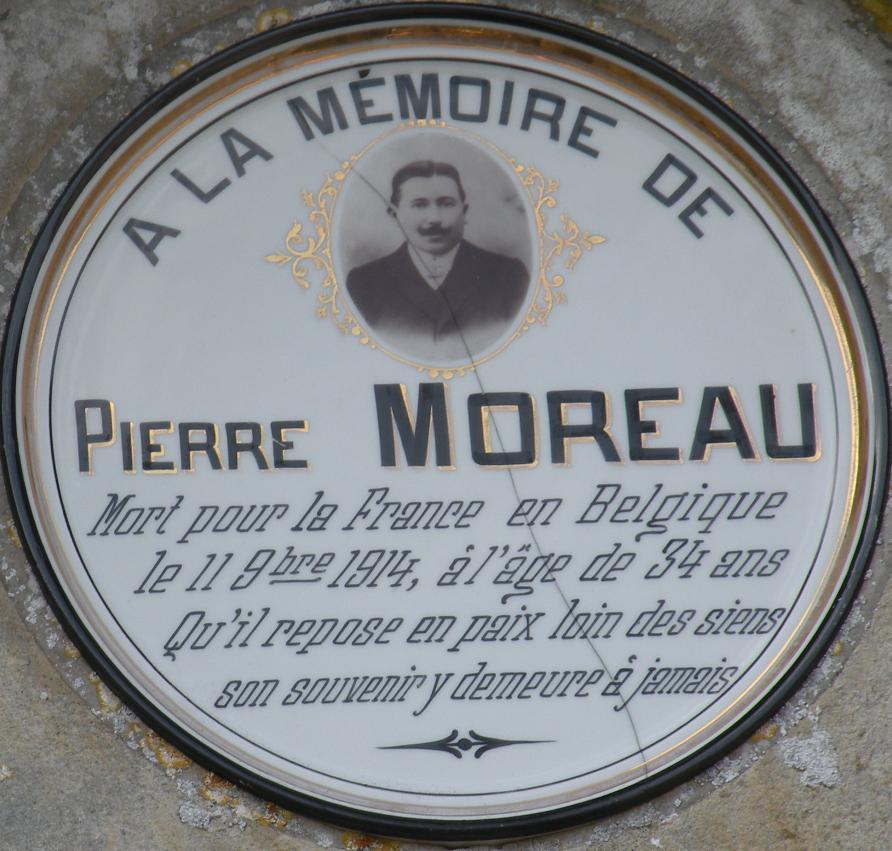 A LA MÉMOIRE DE
PIERRE MOREAU
Mort pour la France en Belgique
le 11 9bre 1914, â l'âge de 34 ans
Qu'il repose en paix loin des siens
son souvenir y demeure â jamais